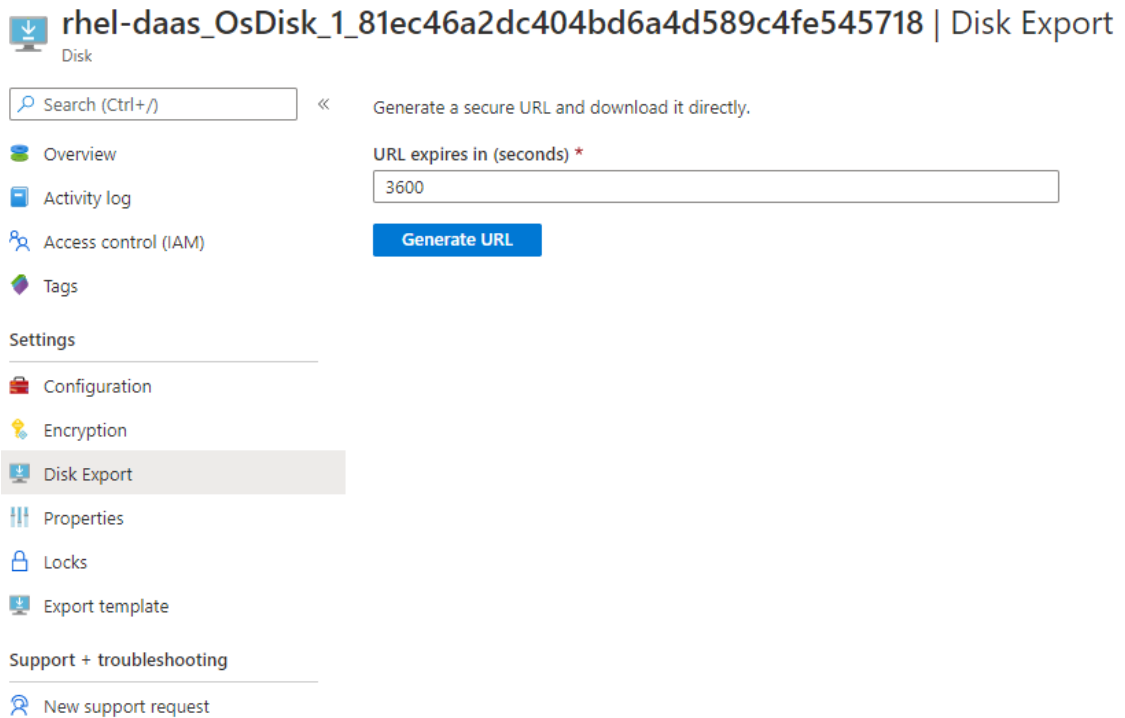 rhel-daas_OsDisk_1_81ec46a2dc404bd6a4d589c4fe545718 | Disk Export
Disk
Search (Ctrl+/)
«
Overview
Activity log
Access control (IAM)
Tags
Settings
Configuration
Encryption
Disk Export
Properties
Locks
Export template
Support + troubleshooting
New support request
Generate a secure URL and download it directly.
URL expires in (seconds) *
3600
Generate URL